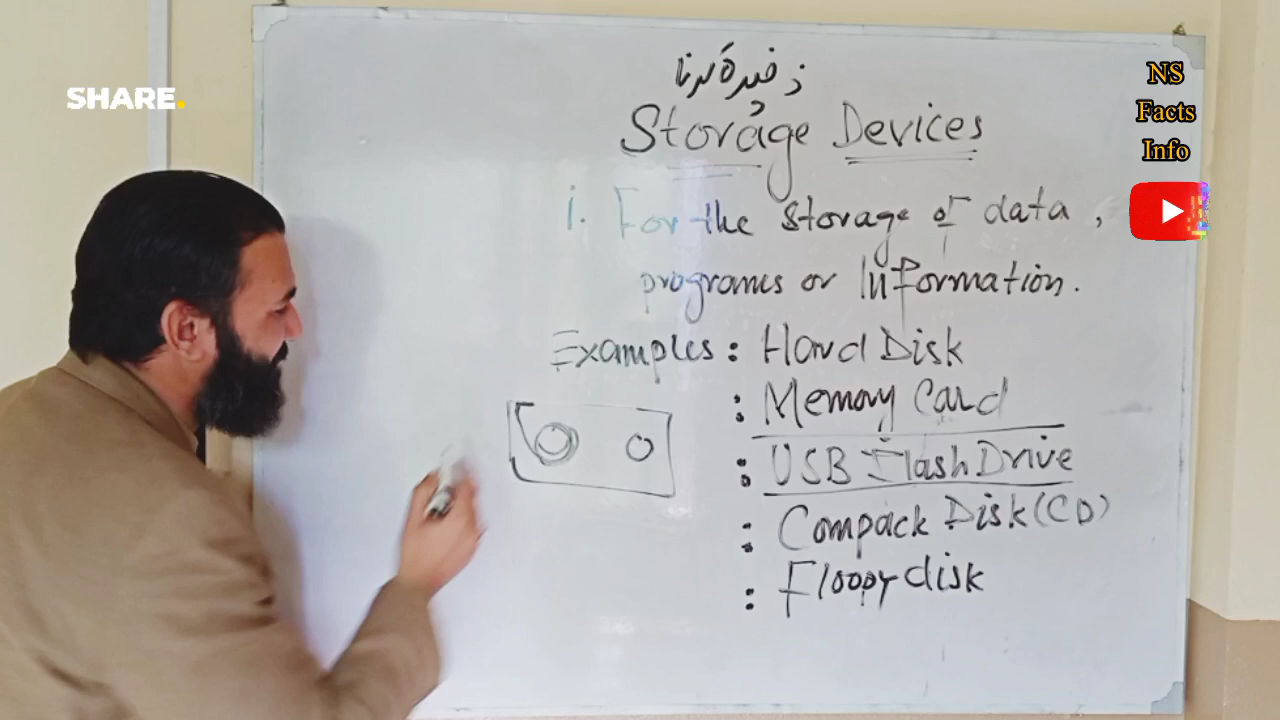 SHARE.
ذخیرہ کرنا
Storage Devices
i. For the storage of data,
programes or Information.
Examples : Hard Disk
: Memory Card
: USB Flash Drive
: Compack Disk (CD)
: Floopy disk
NS
Facts
Info